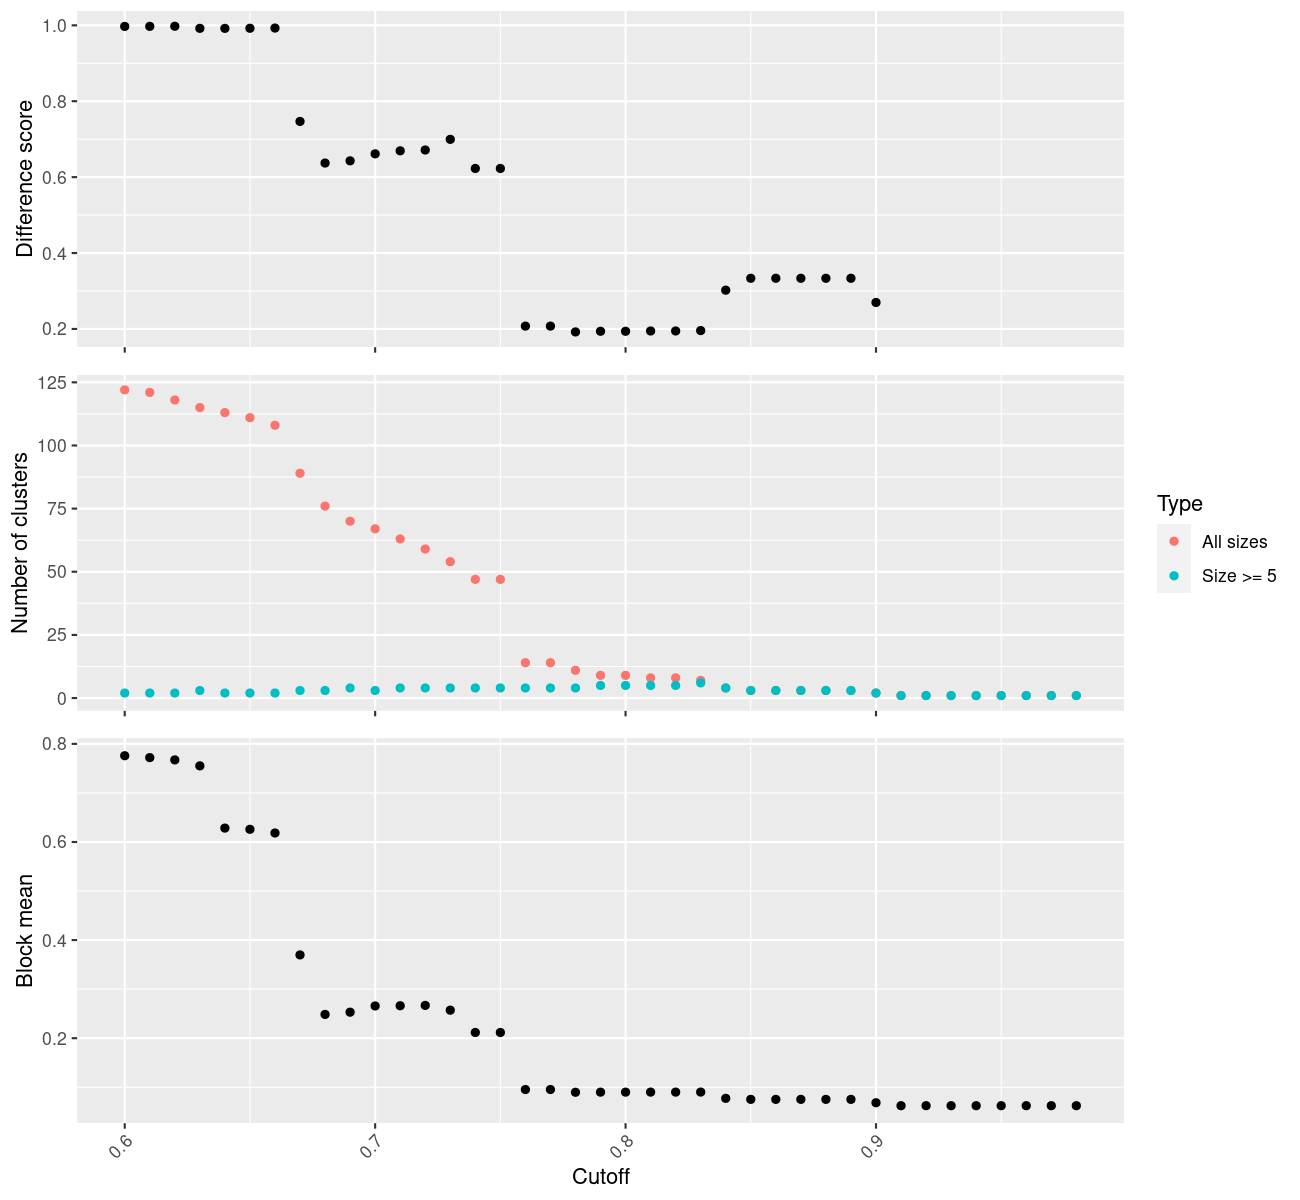 1.0
0.8
0.6
0.4
0.2
Difference score
125
100
75
50
25
0
Number of clusters
Type
All sizes
Size >= 5
0.8
0.6
0.4
0.2
Block mean
0.6
0.7
0.8
0.9
Cutoff